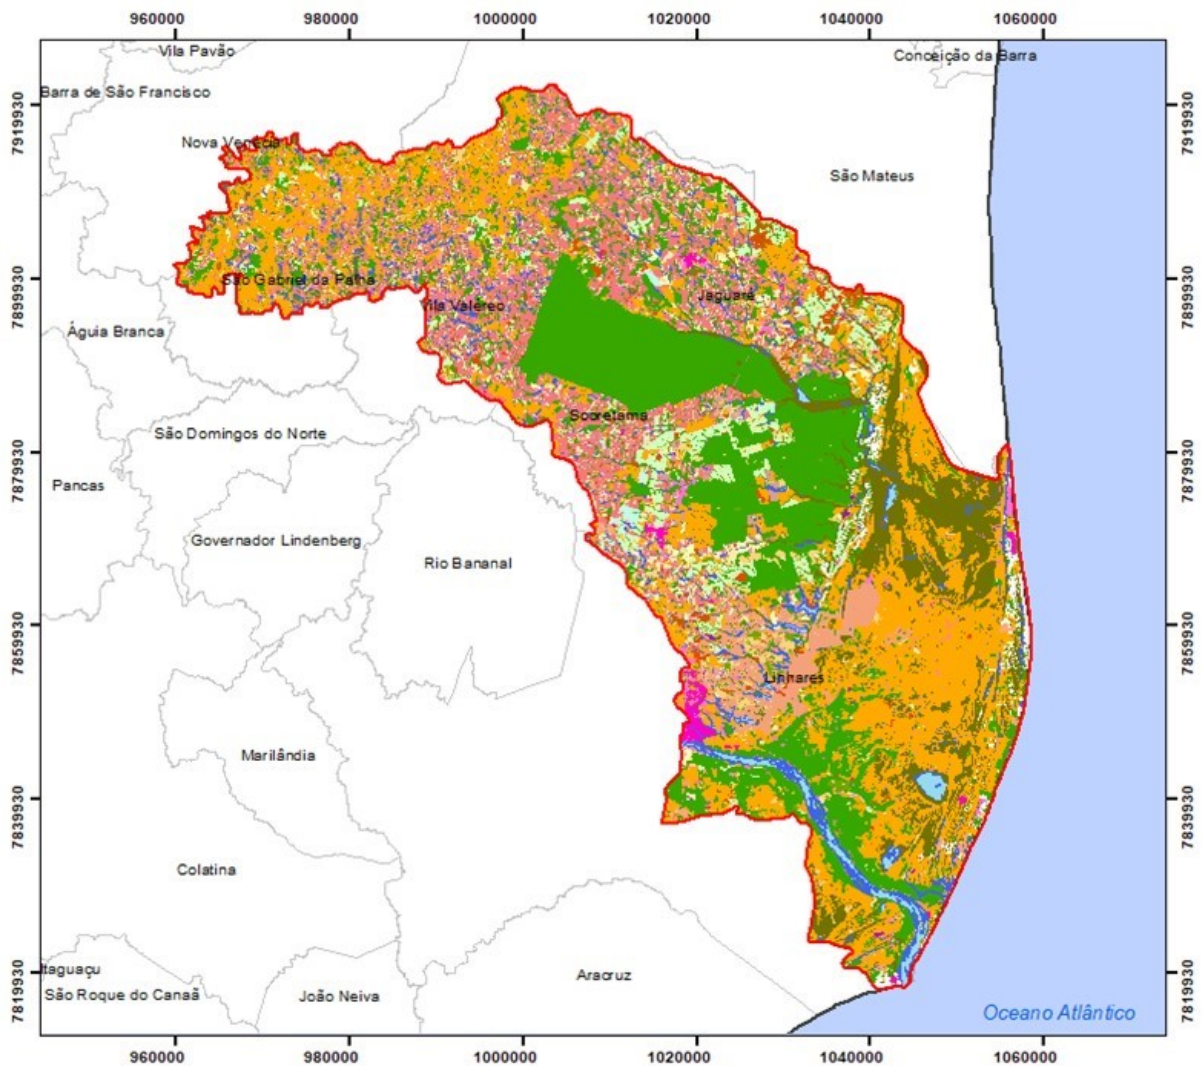 960000 980000 1000000 1020000 1040000 1060000
Vila Pavão
Conceição da Barra
Barra de São Francisco
7919930
7919930
Nova Venécia
São Mateus
São Gabriel da Palha
7899930
7899930
Jaguaré
Vila Valéreo
Águia Branca
Sooretama
São Domingos do Norte
7879930
7879930
Pancas
Governador Lindenberg
Rio Bananal
7859930
7859930
Linhares
Marilândia
7839930
7839930
Colatina
Itaguaçu
7819930
7819930
Aracruz
São Roque do Canaã
João Neiva
Oceano Atlântico
960000 980000 1000000 1020000 1040000 1060000